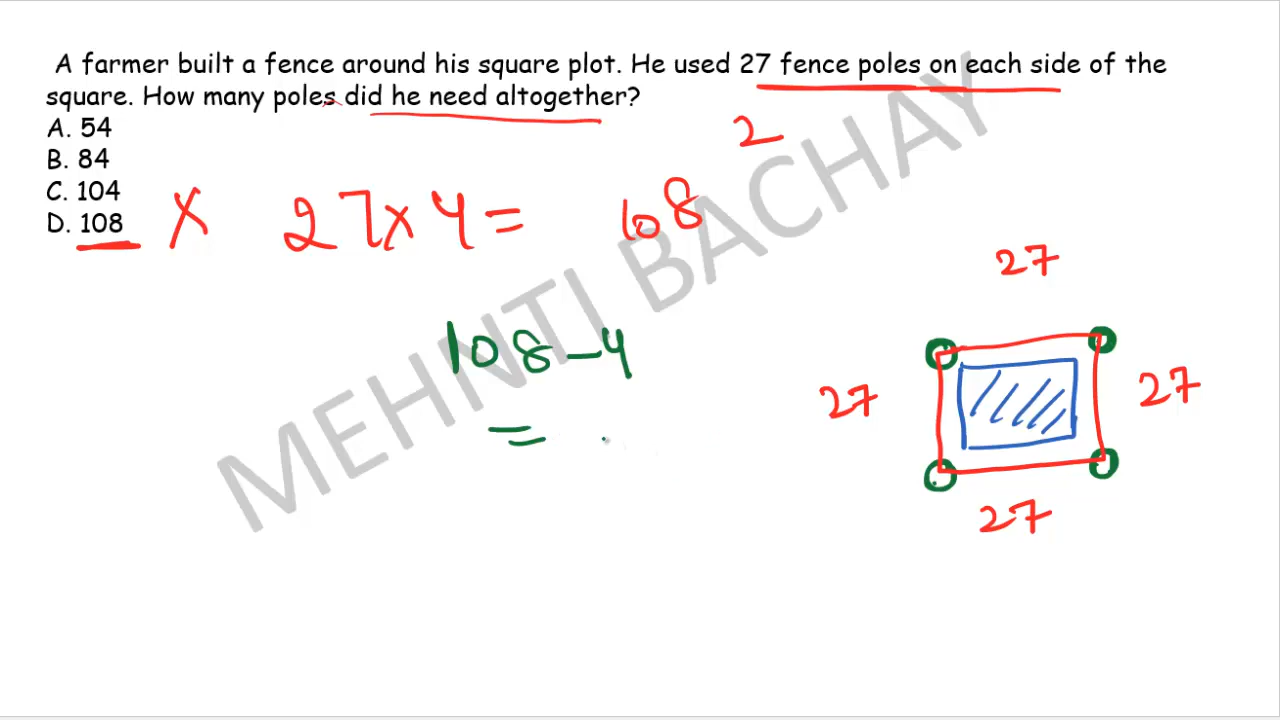 A farmer built a fence around his square plot. He used 27 fence poles on each side of the
square. How many poles did he need altogether?
A. 54
B. 84
C. 104
D. 108
2
X 27x4= 108
108-4
=
27
27
27
27
MEHNTI BACHAY